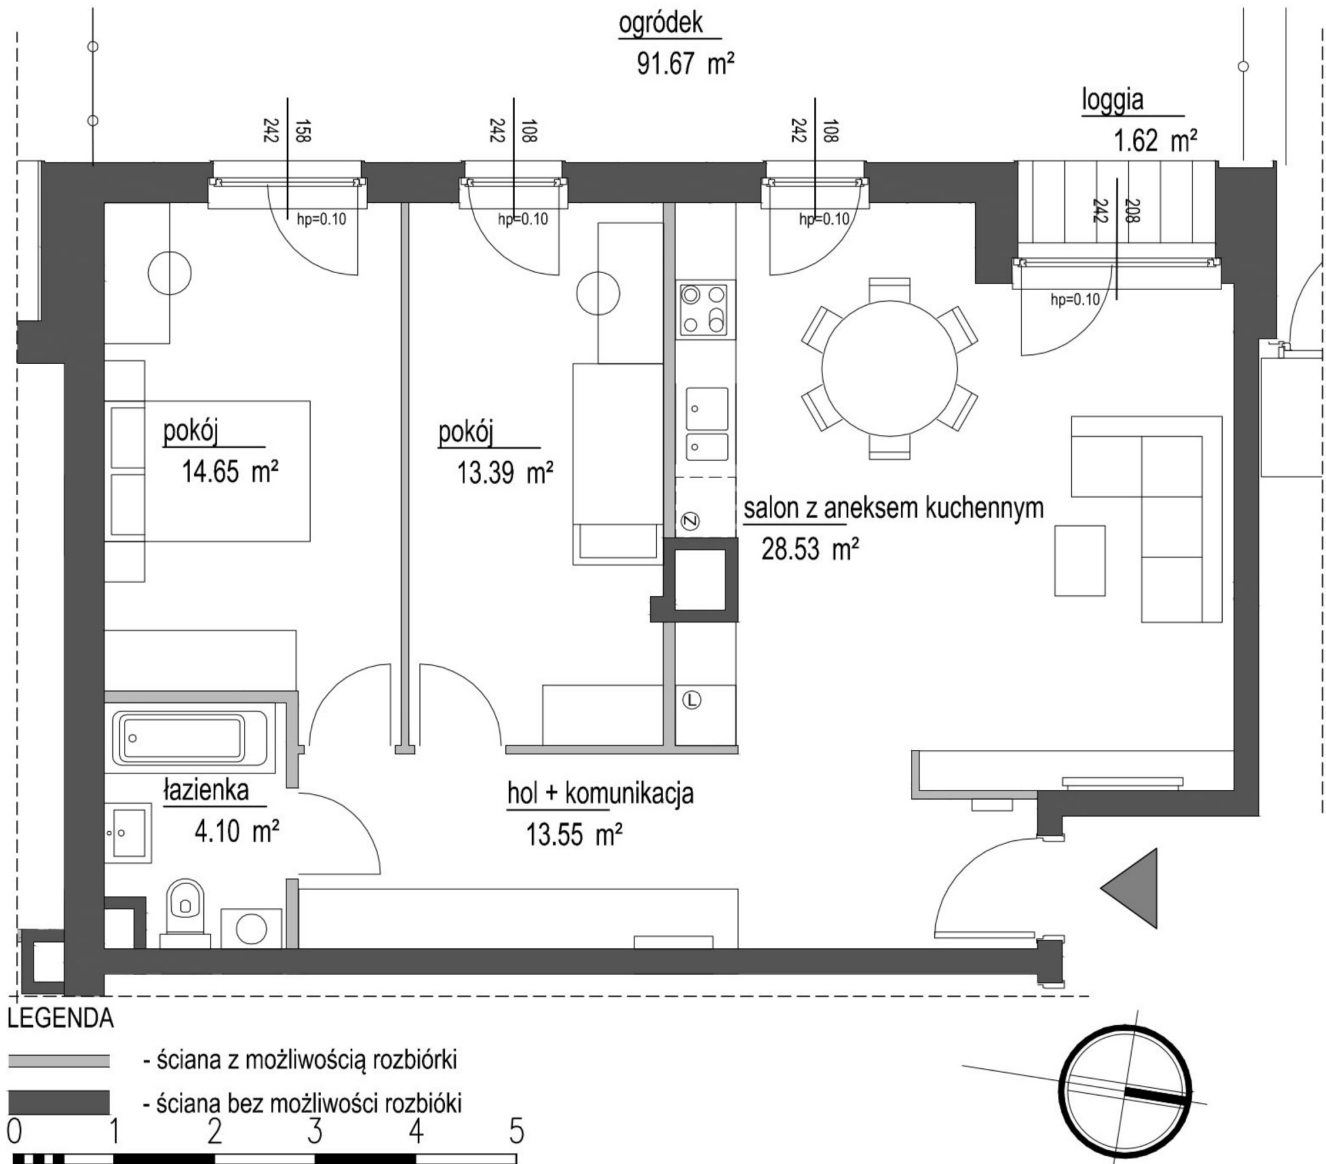 ogródek
91.67 m²
loggia
1.62 m²
242 158
242 108
242 108
242 208
hp=0.10
hp=0.10
hp=0.10
hp=0.10
pokój
14.65 m²
pokój
13.39 m²
salon z aneksem kuchennym
28.53 m²
Z
L
łazienka
4.10 m²
hol + komunikacja
13.55 m²
LEGENDA
- ściana z możliwością rozbiórki
- ściana bez możliwości rozbióki
0 1 2 3 4 5